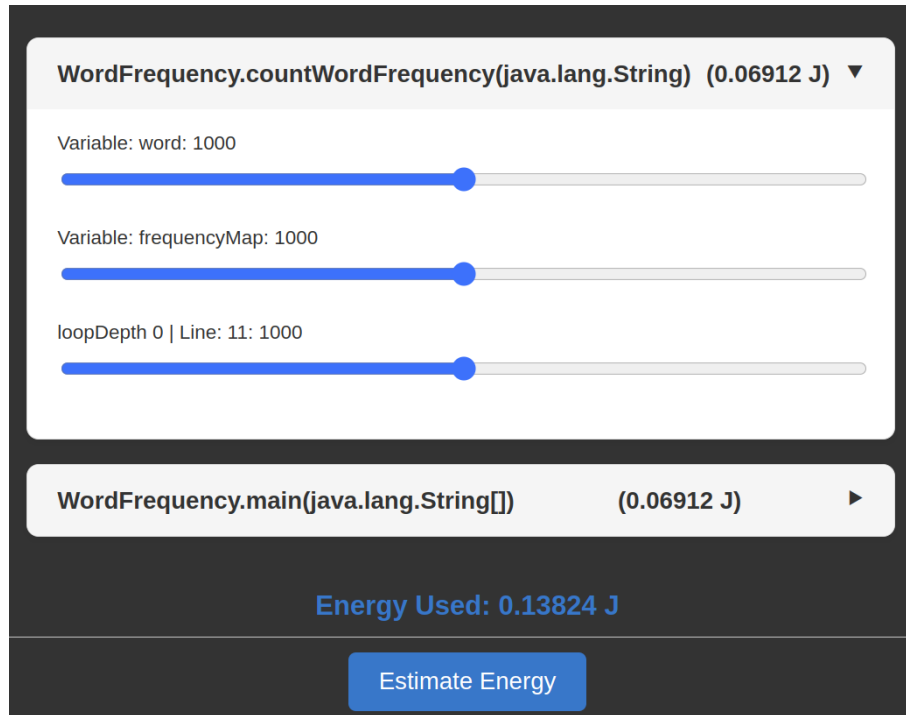 WordFrequency.countWordFrequency(java.lang.String) (0.06912 J) ▼
Variable: word: 1000
Variable: frequencyMap: 1000
loopDepth 0 | Line: 11: 1000
WordFrequency.main(java.lang.String[]) (0.06912 J) ▶
Energy Used: 0.13824 J
Estimate Energy